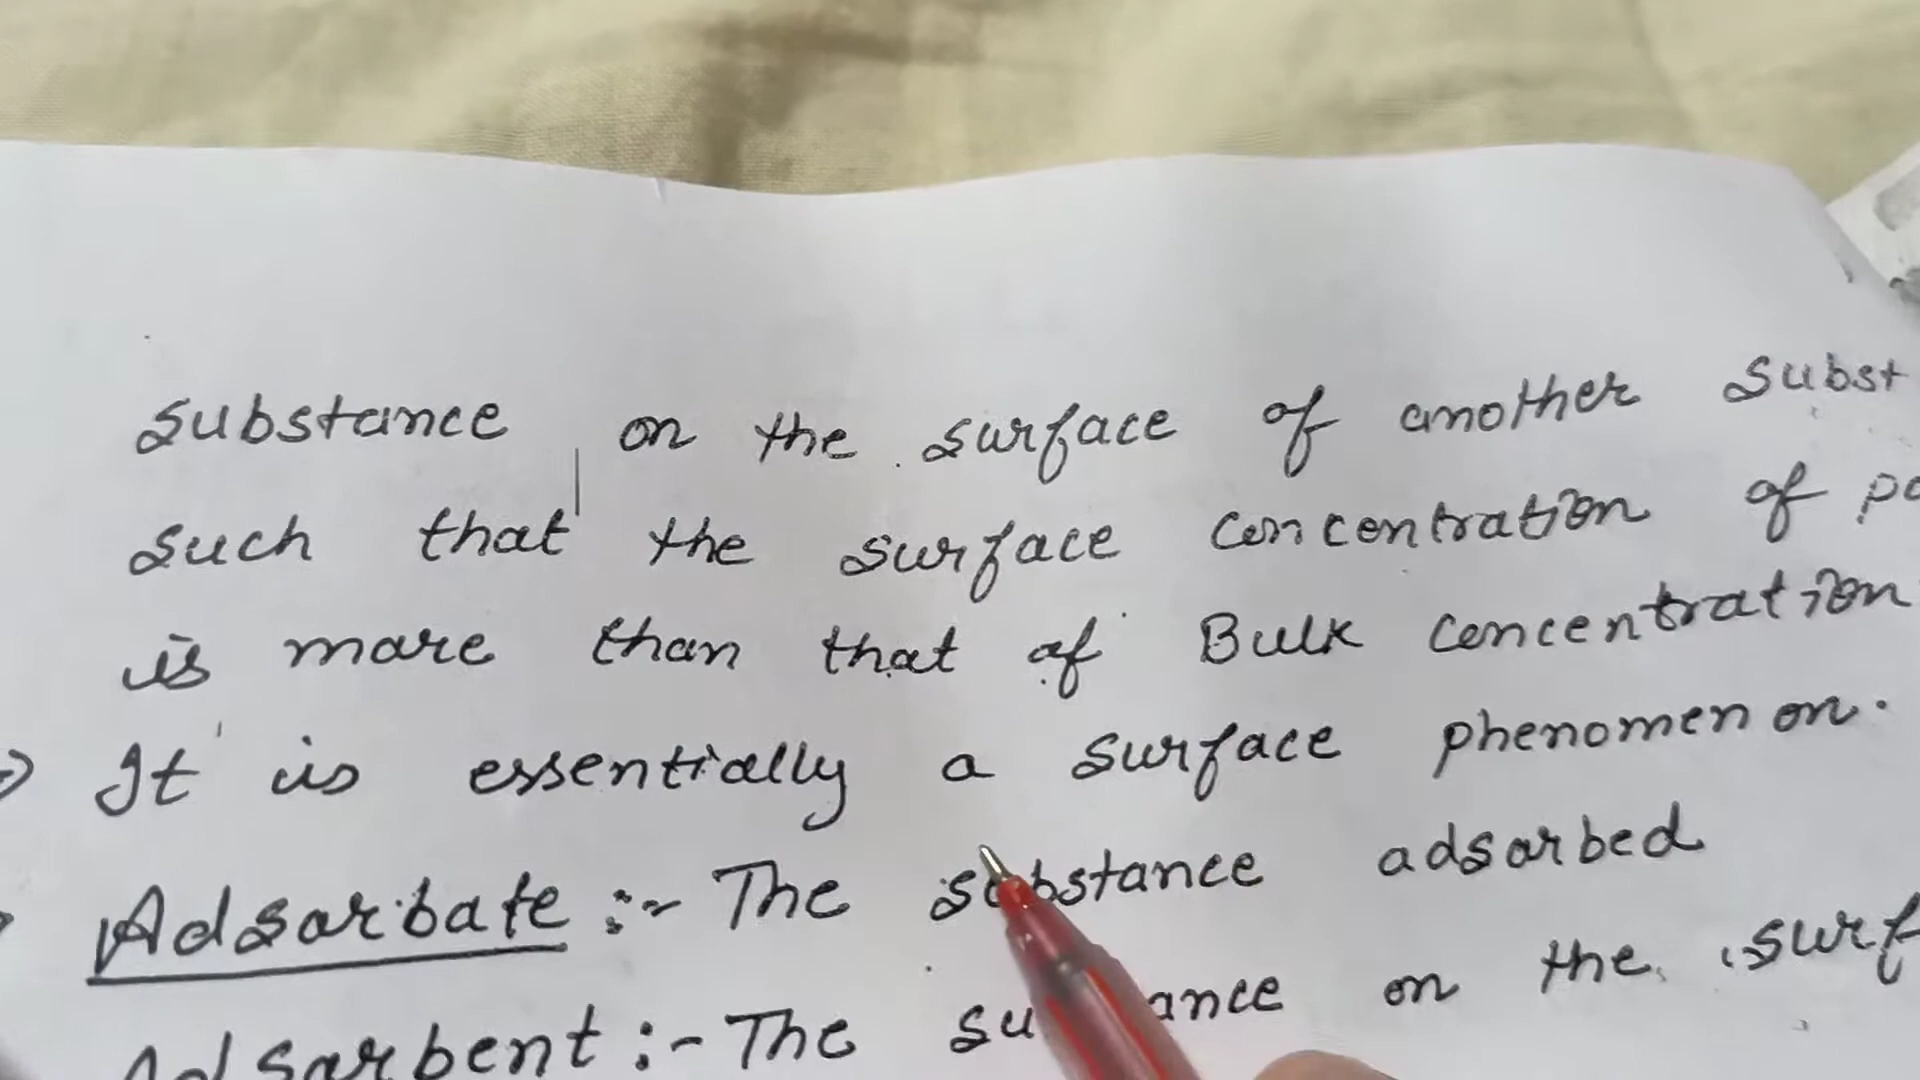 substance on the surface of another subst
such that the surface concentration of
is more than that of Bulk concentration
It is essentially a surface phenomenon.
Adsorbate :- The substance adsorbed
Adsorbent :- The on the surf